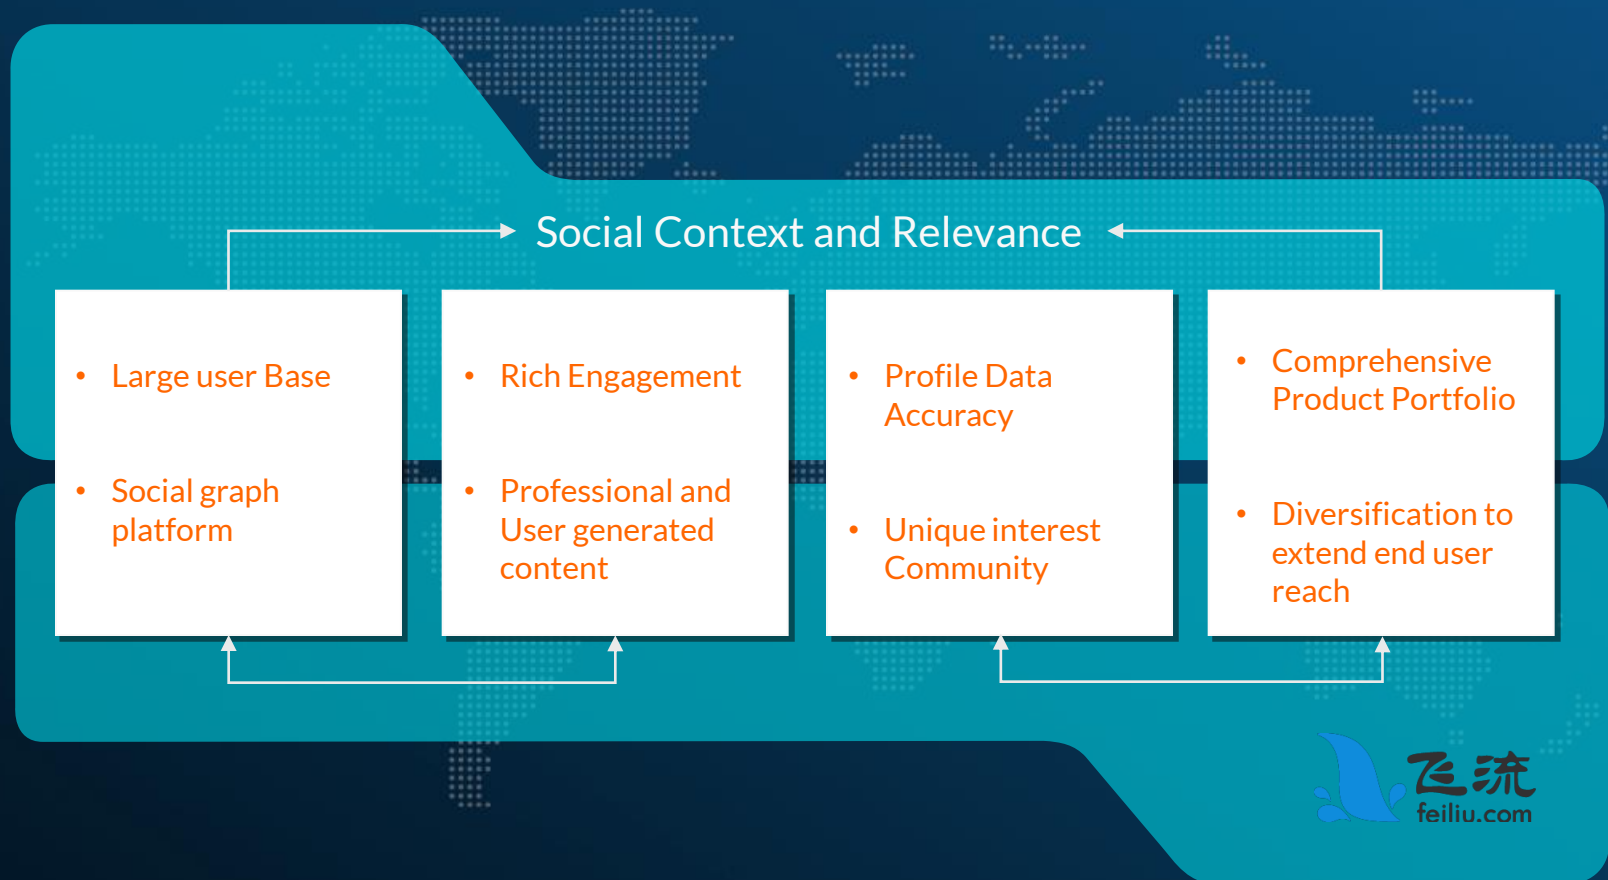 Social Context and Relevance
• Large user Base
• Social graph
platform
• Rich Engagement
• Professional and
User generated
content
• Profile Data
Accuracy
• Unique interest
Community
• Comprehensive
Product Portfolio
• Diversification to
extend end user
reach
飞流
feiliu.com